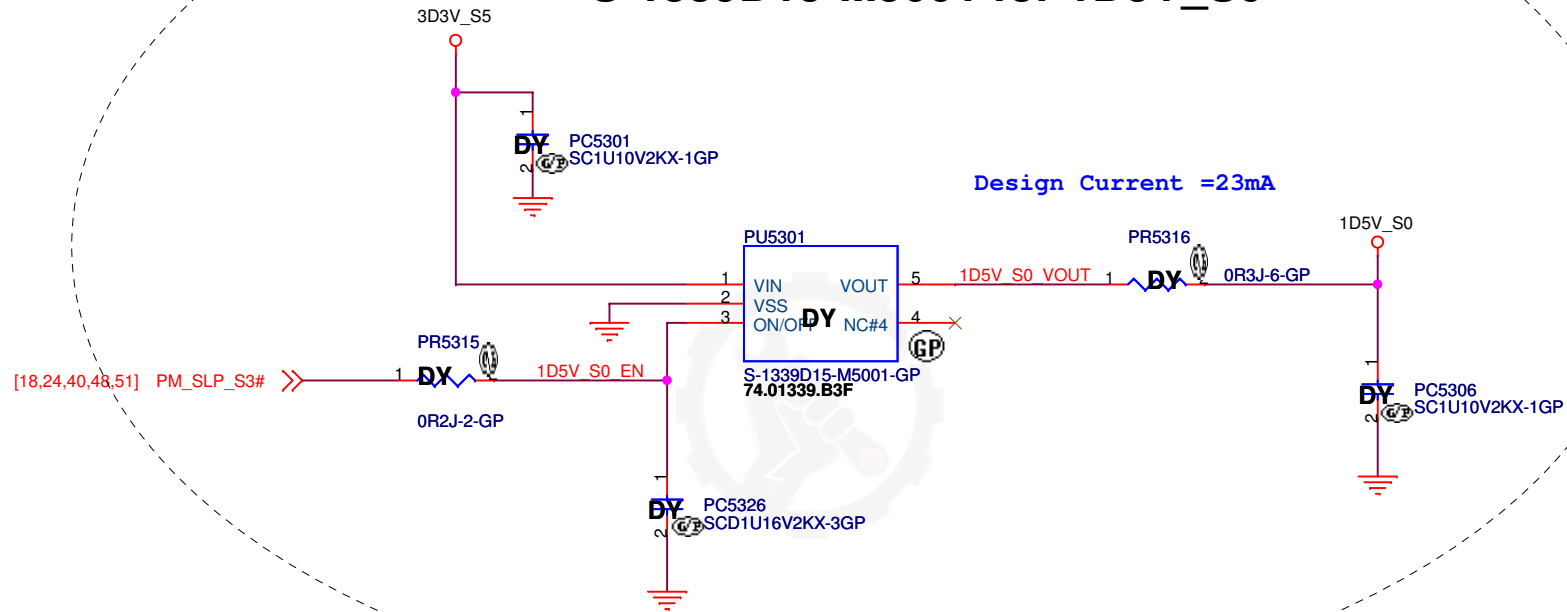 3D3V_S5
1
DY
PC5301
SC1U10V2KX-1GP
G/P
2
Design Current =23mA
1D5V_S0
PU5301
PR5316
1
VIN
VOUT
5
1D5V_S0_VOUT
1
DY
0R3J-6-GP
2
VSS
3
ON/OFF
DY
NC#4
4
GP
S-1339D15-M5001-GP
74.01339.B3F
PR5315
[18,24,40,48,51]
PM_SLP_S3#
1
DY
1D5V_S0_EN
0R2J-2-GP
1
DY
PC5306
SC1U10V2KX-1GP
G/P
2
1
DY
PC5326
SCD1U16V2KX-3GP
G/P
2